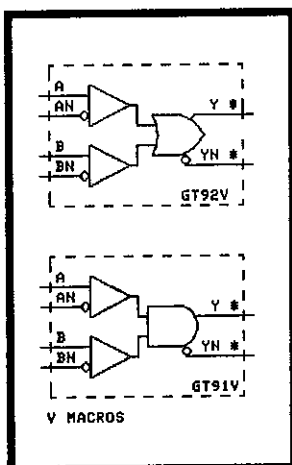 A
AN
Y *
B
BN
YN *
GT92V
A
AN
Y *
B
YN *
BN
GT91V
V MACROS